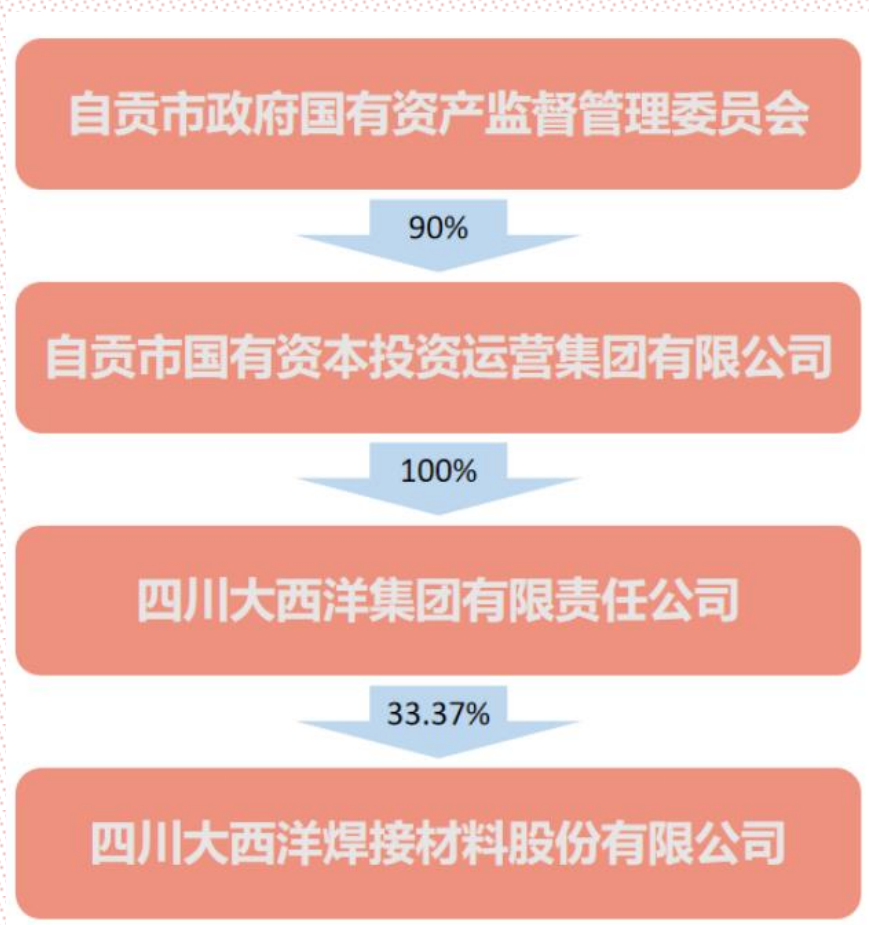 自贡市政府国有资产监督管理委员会
90%
自贡市国有资本投资运营集团有限公司
100%
四川大西洋集团有限责任公司
33.37%
四川大西洋焊接材料股份有限公司